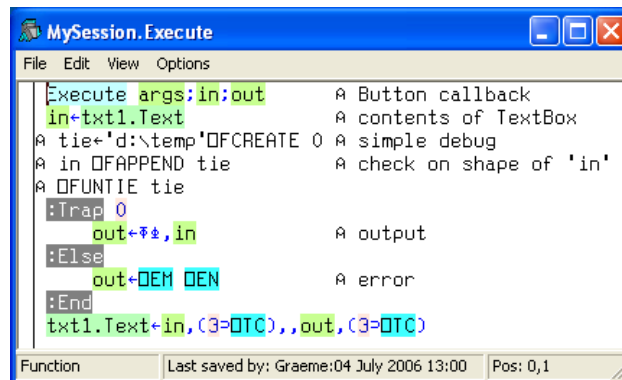 MySession.Execute
File Edit View Options
Execute args;in;out ⍝ Button callback
in←txt1.Text ⍝ contents of TextBox
⍝ tie←'d:\temp'⎕FCREATE 0 ⍝ simple debug
⍝ in ⎕FAPPEND tie ⍝ check on shape of 'in'
⍝ ⎕FUNTIE tie
:Trap 0
out←⍕⍎,in ⍝ output
:Else
out←⎕EM ⎕EN ⍝ error
:End
txt1.Text←in,(3⊃⎕TC),,out,(3⊃⎕TC)
Function Last saved by: Graeme:04 July 2006 13:00 Pos: 0,1